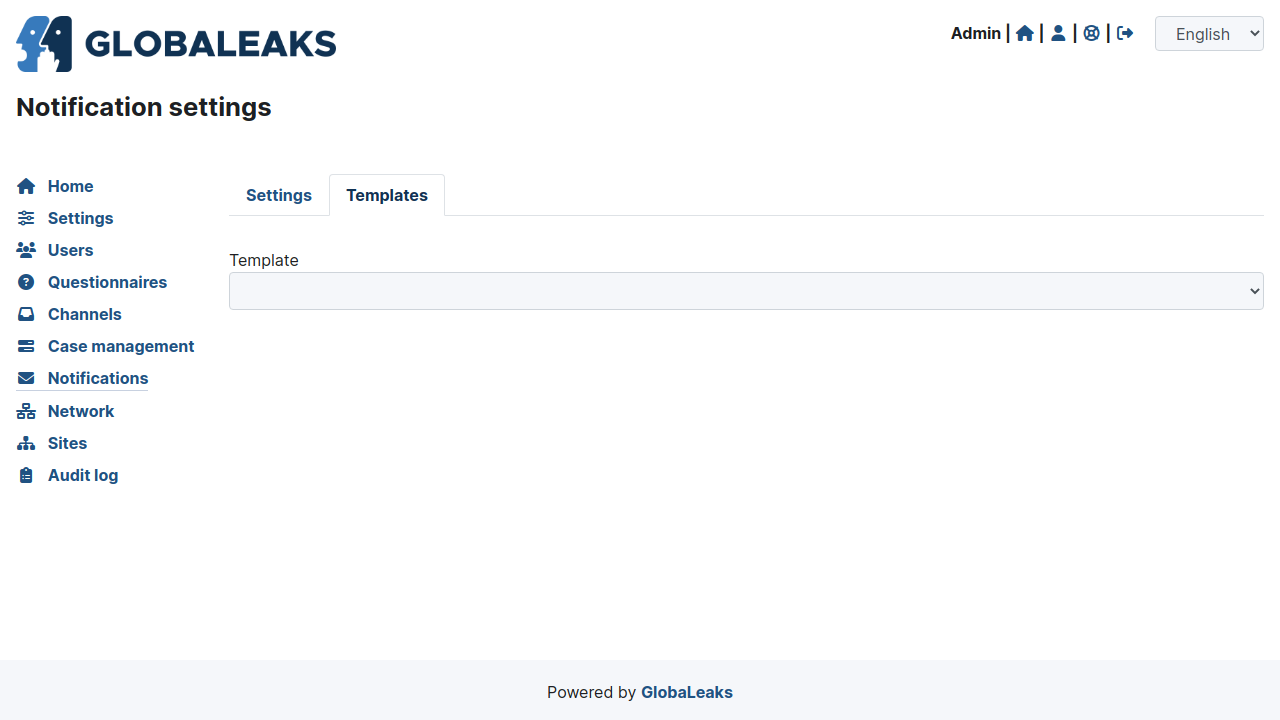 GLOBALEAKS
Admin | | | |
English
Notification settings
Home
Settings
Users
Questionnaires
Channels
Case management
Notifications
Network
Sites
Audit log
Settings
Templates
Template
Powered by GlobaLeaks